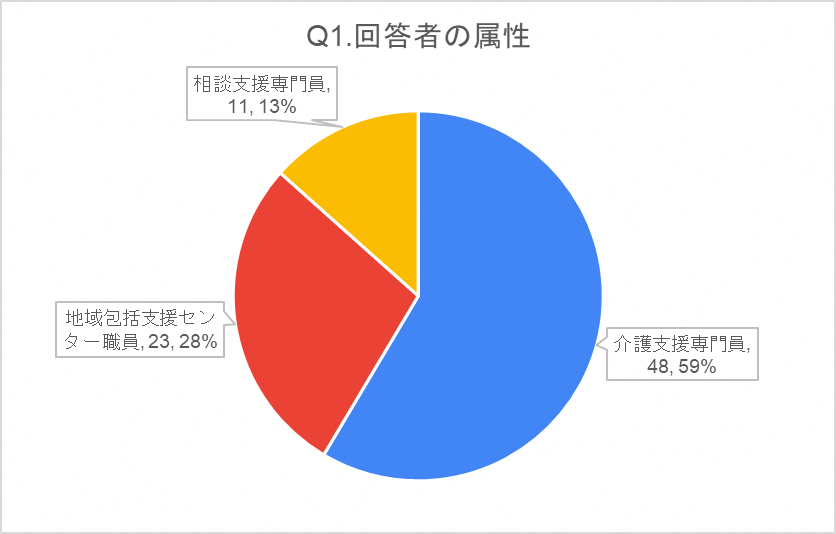 Q1.回答者の属性
相談支援専門員,
11, 13%
地域包括支援セン
ター職員, 23, 28%
介護支援専門員,
48, 59%